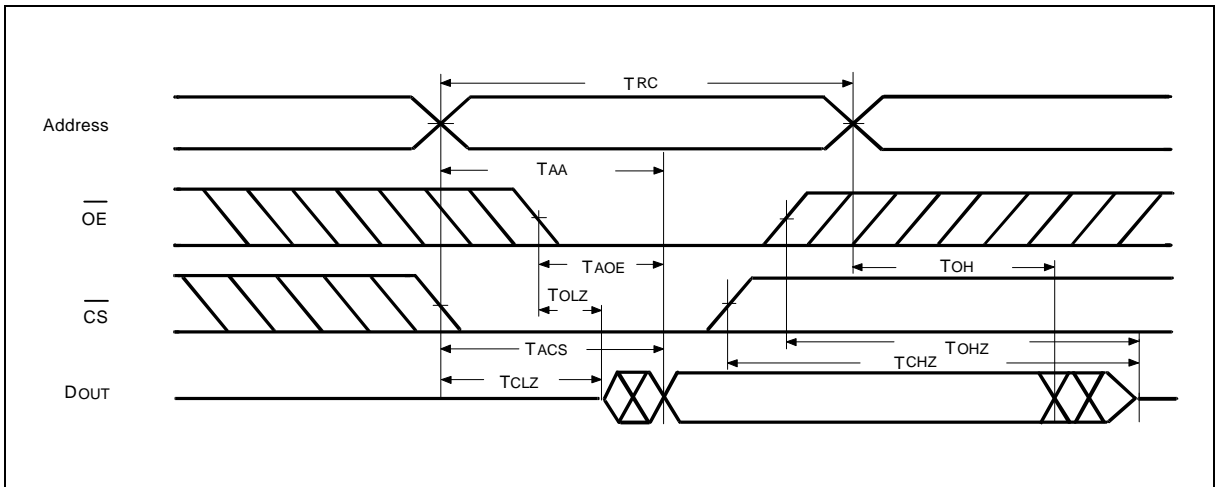 TRC
Address
TAA
OE
TAOE
TOH
TOLZ
CS
TACS
TOHZ
TCHZ
TCLZ
DOUT